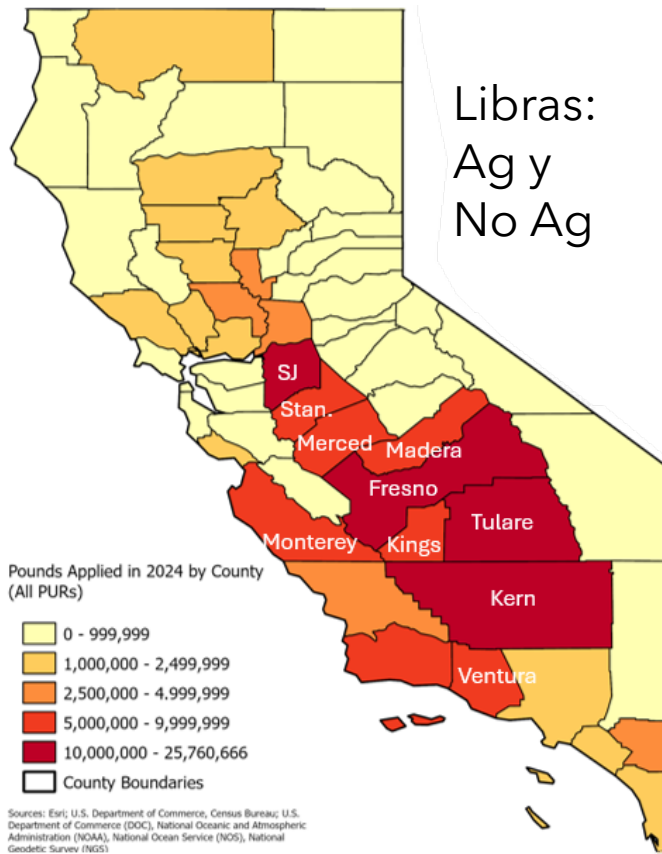 Libras:
Ag y
No Ag
SJ
Stan.
Merced
Madera
Fresno
Tulare
Monterey
Kings
Kern
Ventura
Pounds Applied in 2024 by County
(All PURs)
0 - 999,999
1,000,000 - 2,499,999
2,500,000 - 4.999,999
5,000,000 - 9,999,999
10,000,000 - 25,760,666
County Boundaries
Sources: Esri; U.S. Department of Commerce, Census Bureau; U.S.
Department of Commerce (DOC), National Oceanic and Atmospheric
Administration (NOAA), National Ocean Service (NOS), National
Geodetic Survey (NGS)